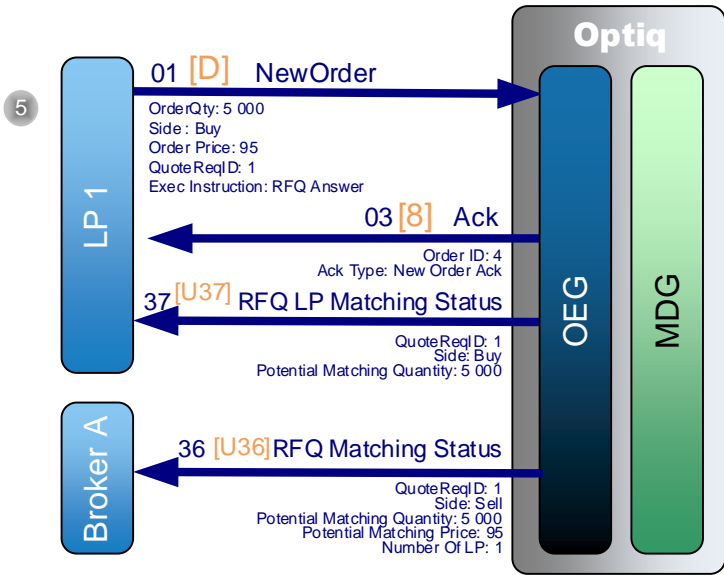 Optiq
5
01 [D] NewOrder
OrderQty: 5 000
Side : Buy
Order Price: 95
QuoteReqID: 1
Exec Instruction: RFQ Answer
LP 1
03 [8] Ack
Order ID: 4
Ack Type: New Order Ack
37 [U37] RFQ LP Matching Status
QuoteReqID: 1
Side: Buy
Potential Matching Quantity: 5 000
OEG
MDG
Broker A
36 [U36] RFQ Matching Status
QuoteReqID: 1
Side: Sell
Potential Matching Quantity: 5 000
Potential Matching Price: 95
Number Of LP: 1